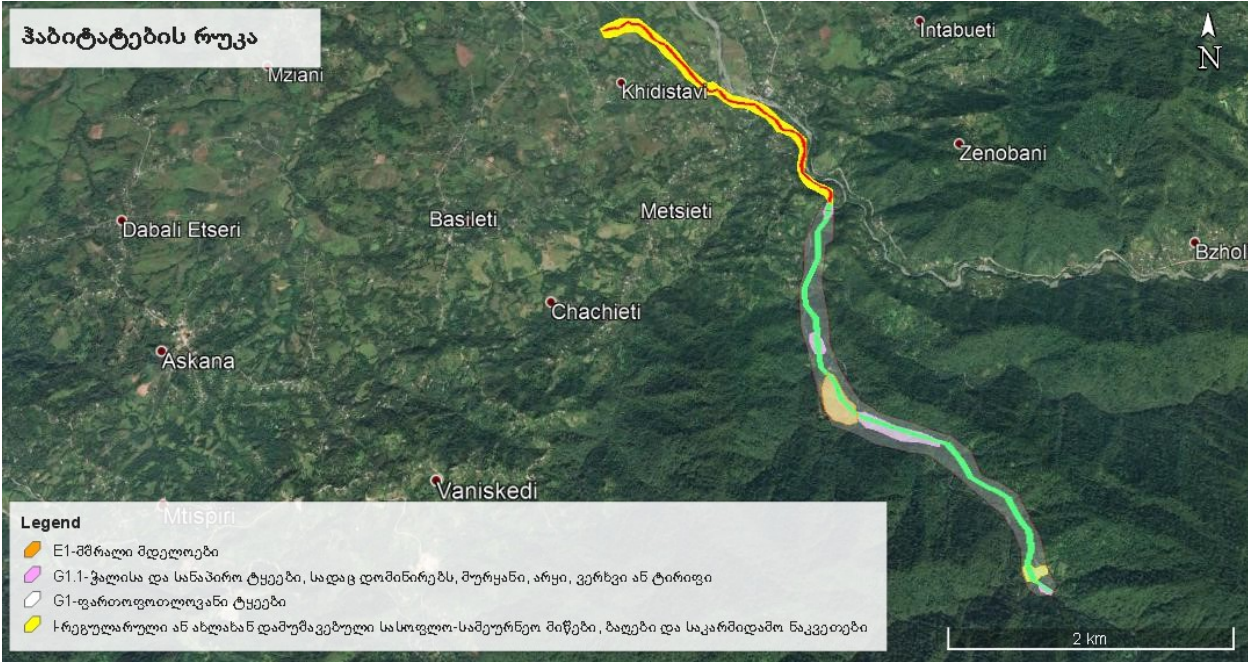 ჰაბიტატების რუკა
N
Intabueti
Mziani
Khidistavi
Zenobani
Dabali Etseri
Basileti
Metsieti
Bzhol
Chachieti
Askana
Vaniskedi
Mtispiri
Legend
E1-მშრალი მდელოები
G1.1-ჭალისა და სანაპირო ტყეები, სადაც დომინირებს, მურყანი, არყი, ვერხვი ან ტირიფი
G1-ფართოფოთლოვანი ტყეები
I-რეგულარული ან ახლახან დამუშავებული სასოფლო-სამეურნეო მიწები, ბაღები და საკარმიდამო ნაკვეთები
2 km